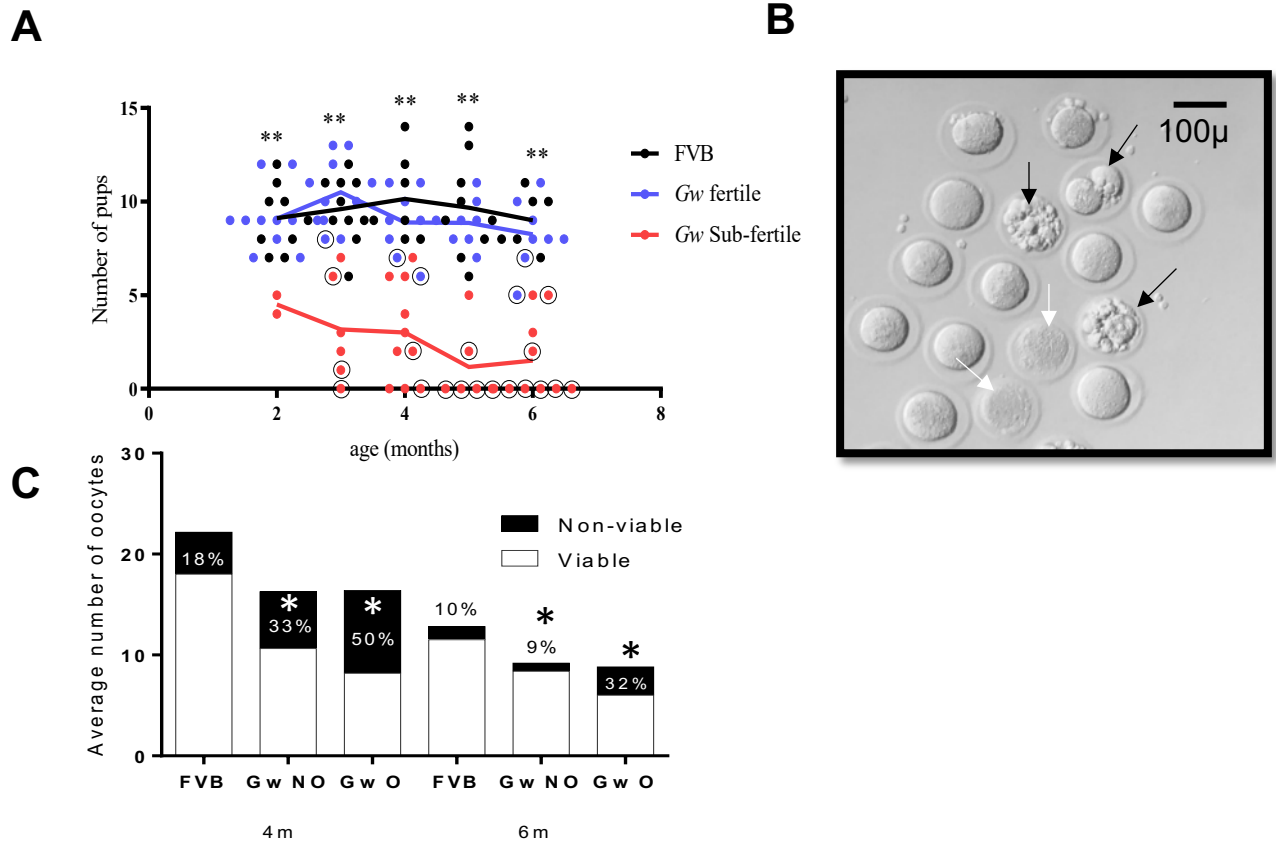 A
B
**
**
**
**
**
15
10
5
0
0
2
4
6
8
Number of pups
age (months)
FVB
Gw fertile
Gw Sub-fertile
100µ
C
30
20
10
0
Average number of oocytes
Non-viable
Viable
18%
*
33%
*
50%
10%
*
9%
*
32%
FVB
Gw NO
Gw O
FVB
Gw NO
Gw O
4m
6m